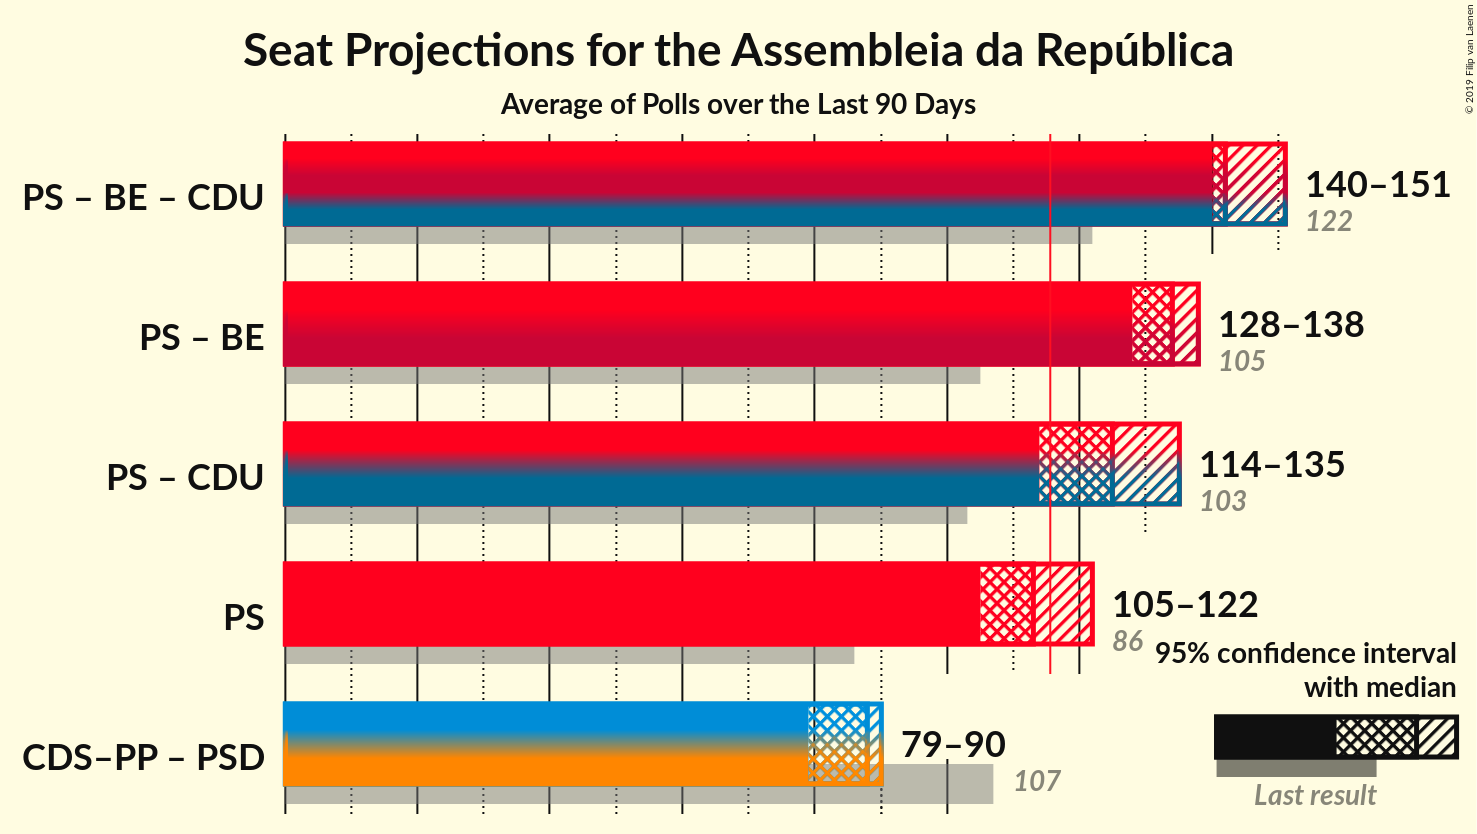 Seat Projections for the Assembleia da República
Average of Polls over the Last 90 Days
© 2019 Filip van Laenen
PS – BE – CDU
140–151
122
PS – BE
128–138
105
PS – CDU
114–135
103
PS
105–122
86
CDS–PP – PSD
79–90
107
95% confidence interval
with median
Last result